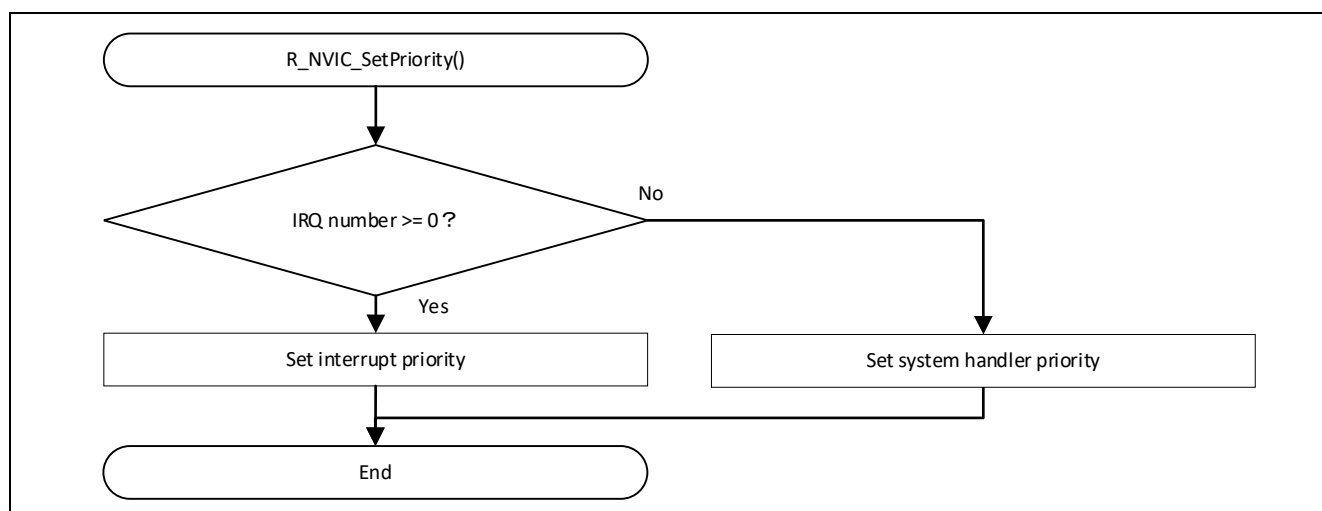 R_NVIC_SetPriority()
IRQ number >= 0？
No
Yes
Set interrupt priority
Set system handler priority
End